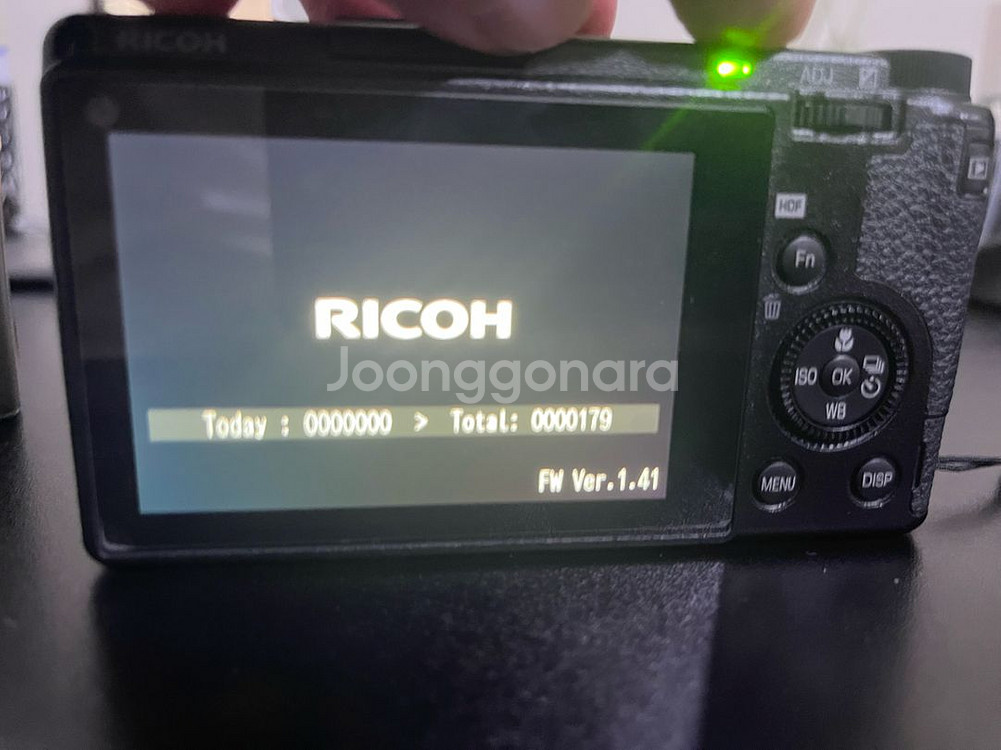 RICOH
ADJ.
HDF
Fn
RICOH
Joonggonara
ISO
OK
WB
Today : 0000000 > Total: 0000179
FW Ver.1.41
MENU
DISP